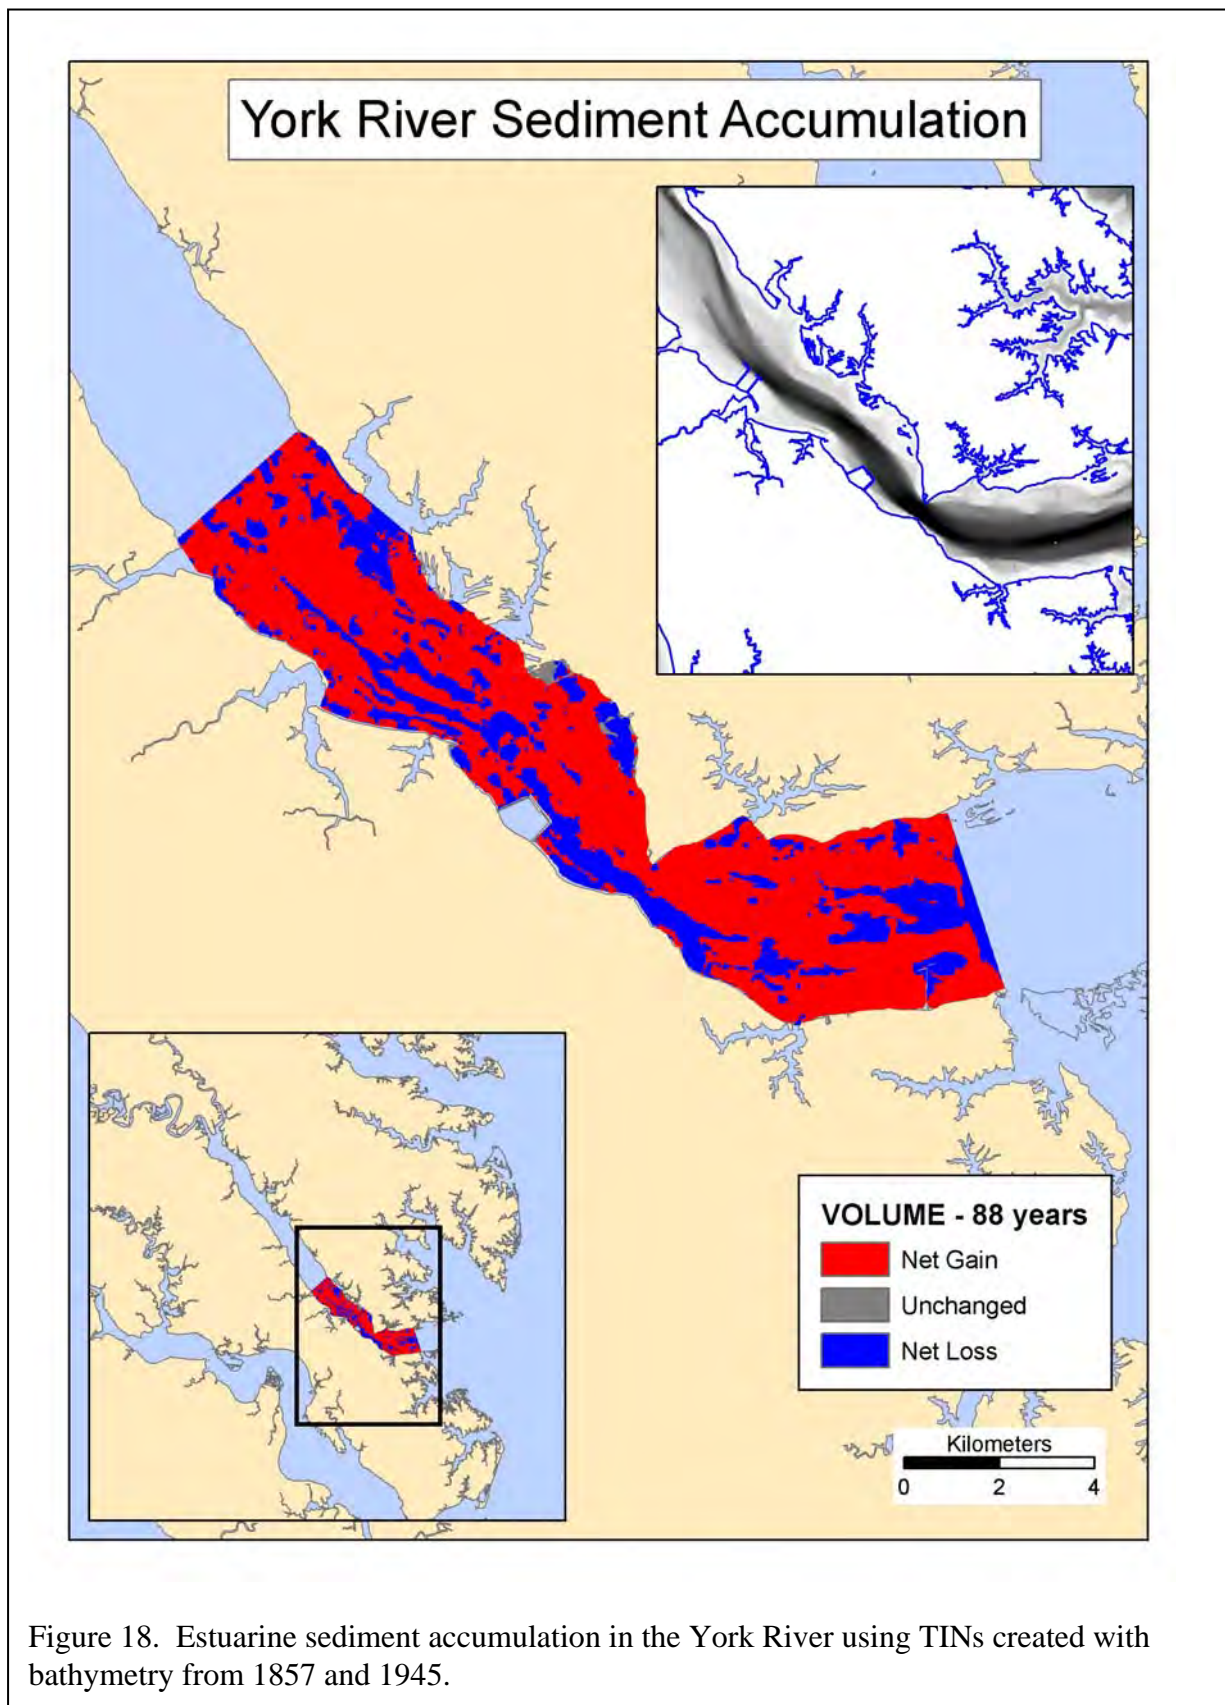 York River Sediment Accumulation
VOLUME - 88 years
Net Gain
Unchanged
Net Loss
Kilometers
0 2 4
Figure 18.  Estuarine sediment accumulation in the York River using TINs created with
bathymetry from 1857 and 1945.